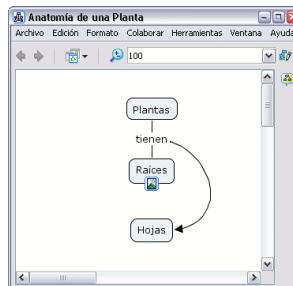 Anatomía de una Planta
Archivo Edición Formato Colaborar Herramientas Ventana Ayuda
100
Plantas
tienen
Raíces
Hojas